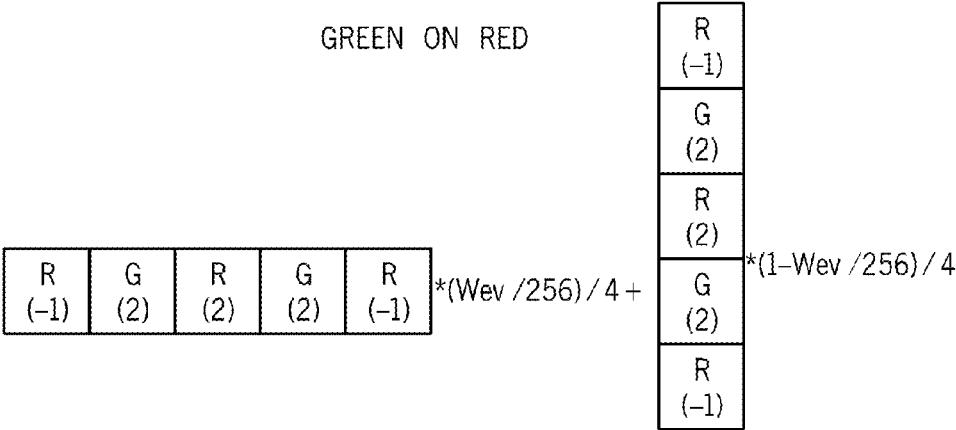 GREEN ON RED
R (-1) G (2) R (2) G (2) R (-1) *(Wev /256)/4 +
R
(-1)
G
(2)
R
(2)
G
(2)
R
(-1)
*(1-Wev /256)/4